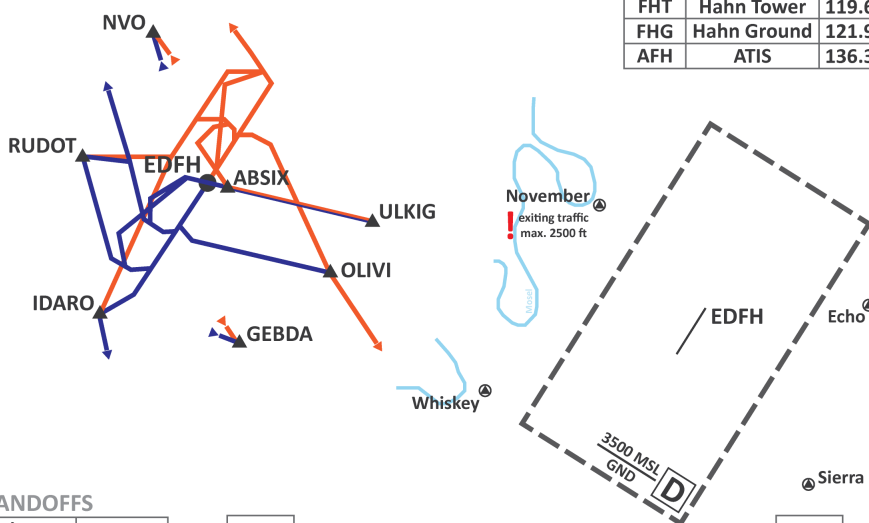 NVO
FHT Hahn Tower 119.6
FHG Hahn Ground 121.9
AFH ATIS 136.3
RUDOT
EDFH
ABSIX
ULKIG
November
! exiting traffic
max. 2500 ft
OLIVI
Mosel
IDARO
GEBDA
EDFH
Echo
Whiskey
3500 MSL
GND
D
Sierra
ANDOFFS